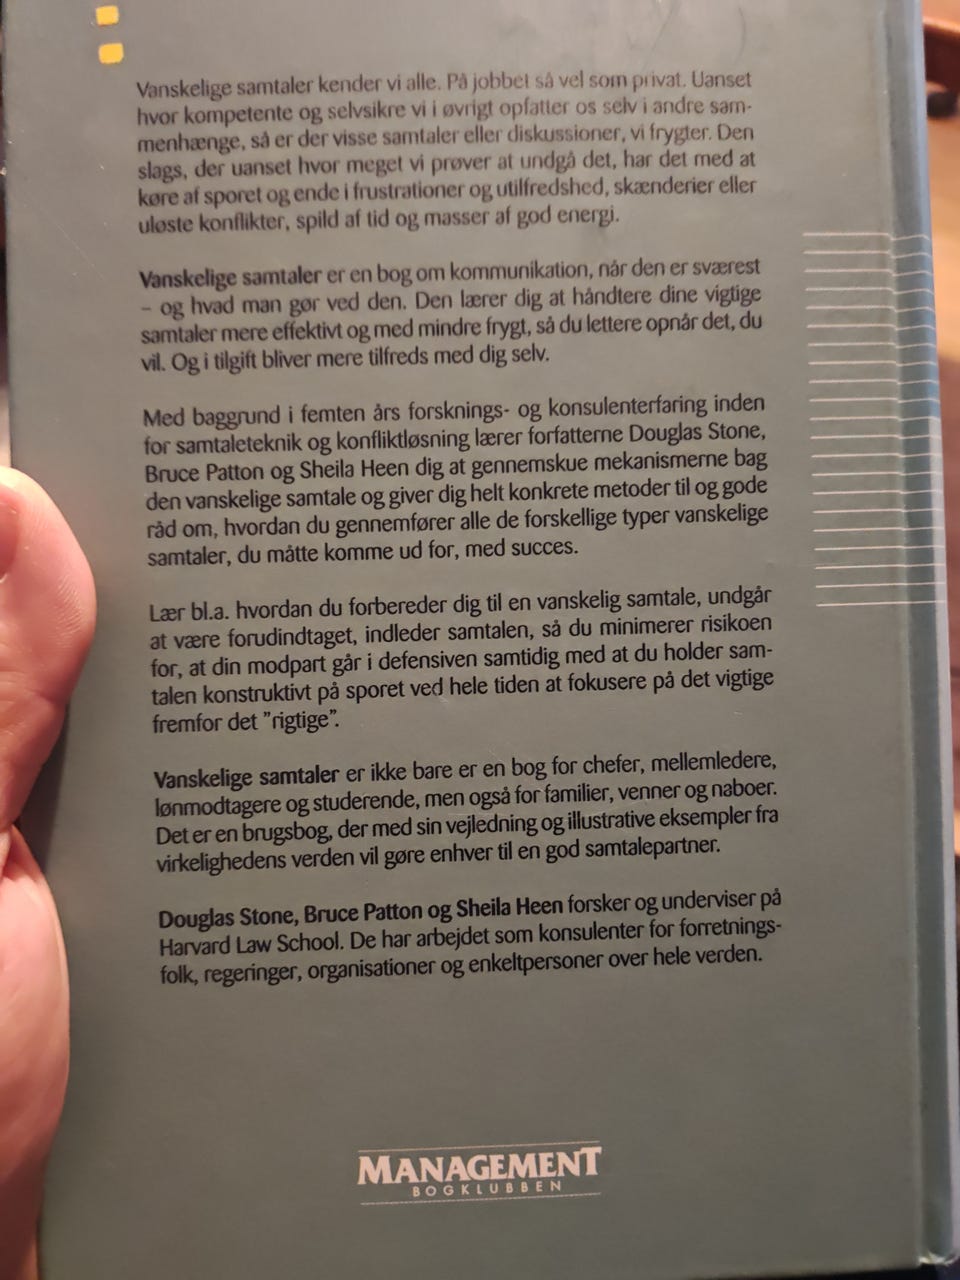 Vanskelige samtaler kender vi alle. På jobbet så vel som privat. Uanset
hvor kompetente og selvsikre vi i øvrigt opfatter os selv i andre sam-
menhænge, så er der visse samtaler eller diskussioner, vi frygter. Den
slags, der uanset hvor meget vi prøver at undgå det, har det med at
køre af sporet og ende i frustrationer og utilfredshed, skænderier eller
uløste konflikter, spild af tid og masser af god energi.
Vanskelige samtaler er en bog om kommunikation, når den er sværest
– og hvad man gør ved den. Den lærer dig at håndtere dine vigtige
samtaler mere effektivt og med mindre frygt, så du lettere opnår det, du
vil. Og i tilgift bliver mere tilfreds med dig selv.
Med baggrund i femten års forsknings- og konsulenterfaring inden
for samtaleteknik og konfliktløsning lærer forfatterne Douglas Stone,
Bruce Patton og Sheila Heen dig at gennemskue mekanismerne bag
den vanskelige samtale og giver dig helt konkrete metoder til og gode
råd om, hvordan du gennemfører alle de forskellige typer vanskelige
samtaler, du måtte komme ud for, med succes.
Lær bl.a. hvordan du forbereder dig til en vanskelig samtale, undgår
at være forudindtaget, indleder samtalen, så du minimerer risikoen
for, at din modpart går i defensiven samtidig med at du holder sam-
talen konstruktivt på sporet ved hele tiden at fokusere på det vigtige
fremfor det ”rigtige”.
Vanskelige samtaler er ikke bare er en bog for chefer, mellemledere,
lønmodtagere og studerende, men også for familier, venner og naboer.
Det er en brugsbog, der med sin vejledning og illustrative eksempler fra
virkelighedens verden vil gøre enhver til en god samtalepartner.
Douglas Stone, Bruce Patton og Sheila Heen forsker og underviser på
Harvard Law School. De har arbejdet som konsulenter for forretnings-
folk, regeringer, organisationer og enkeltpersoner over hele verden.
MANAGEMENT
BOGKLUBBEN